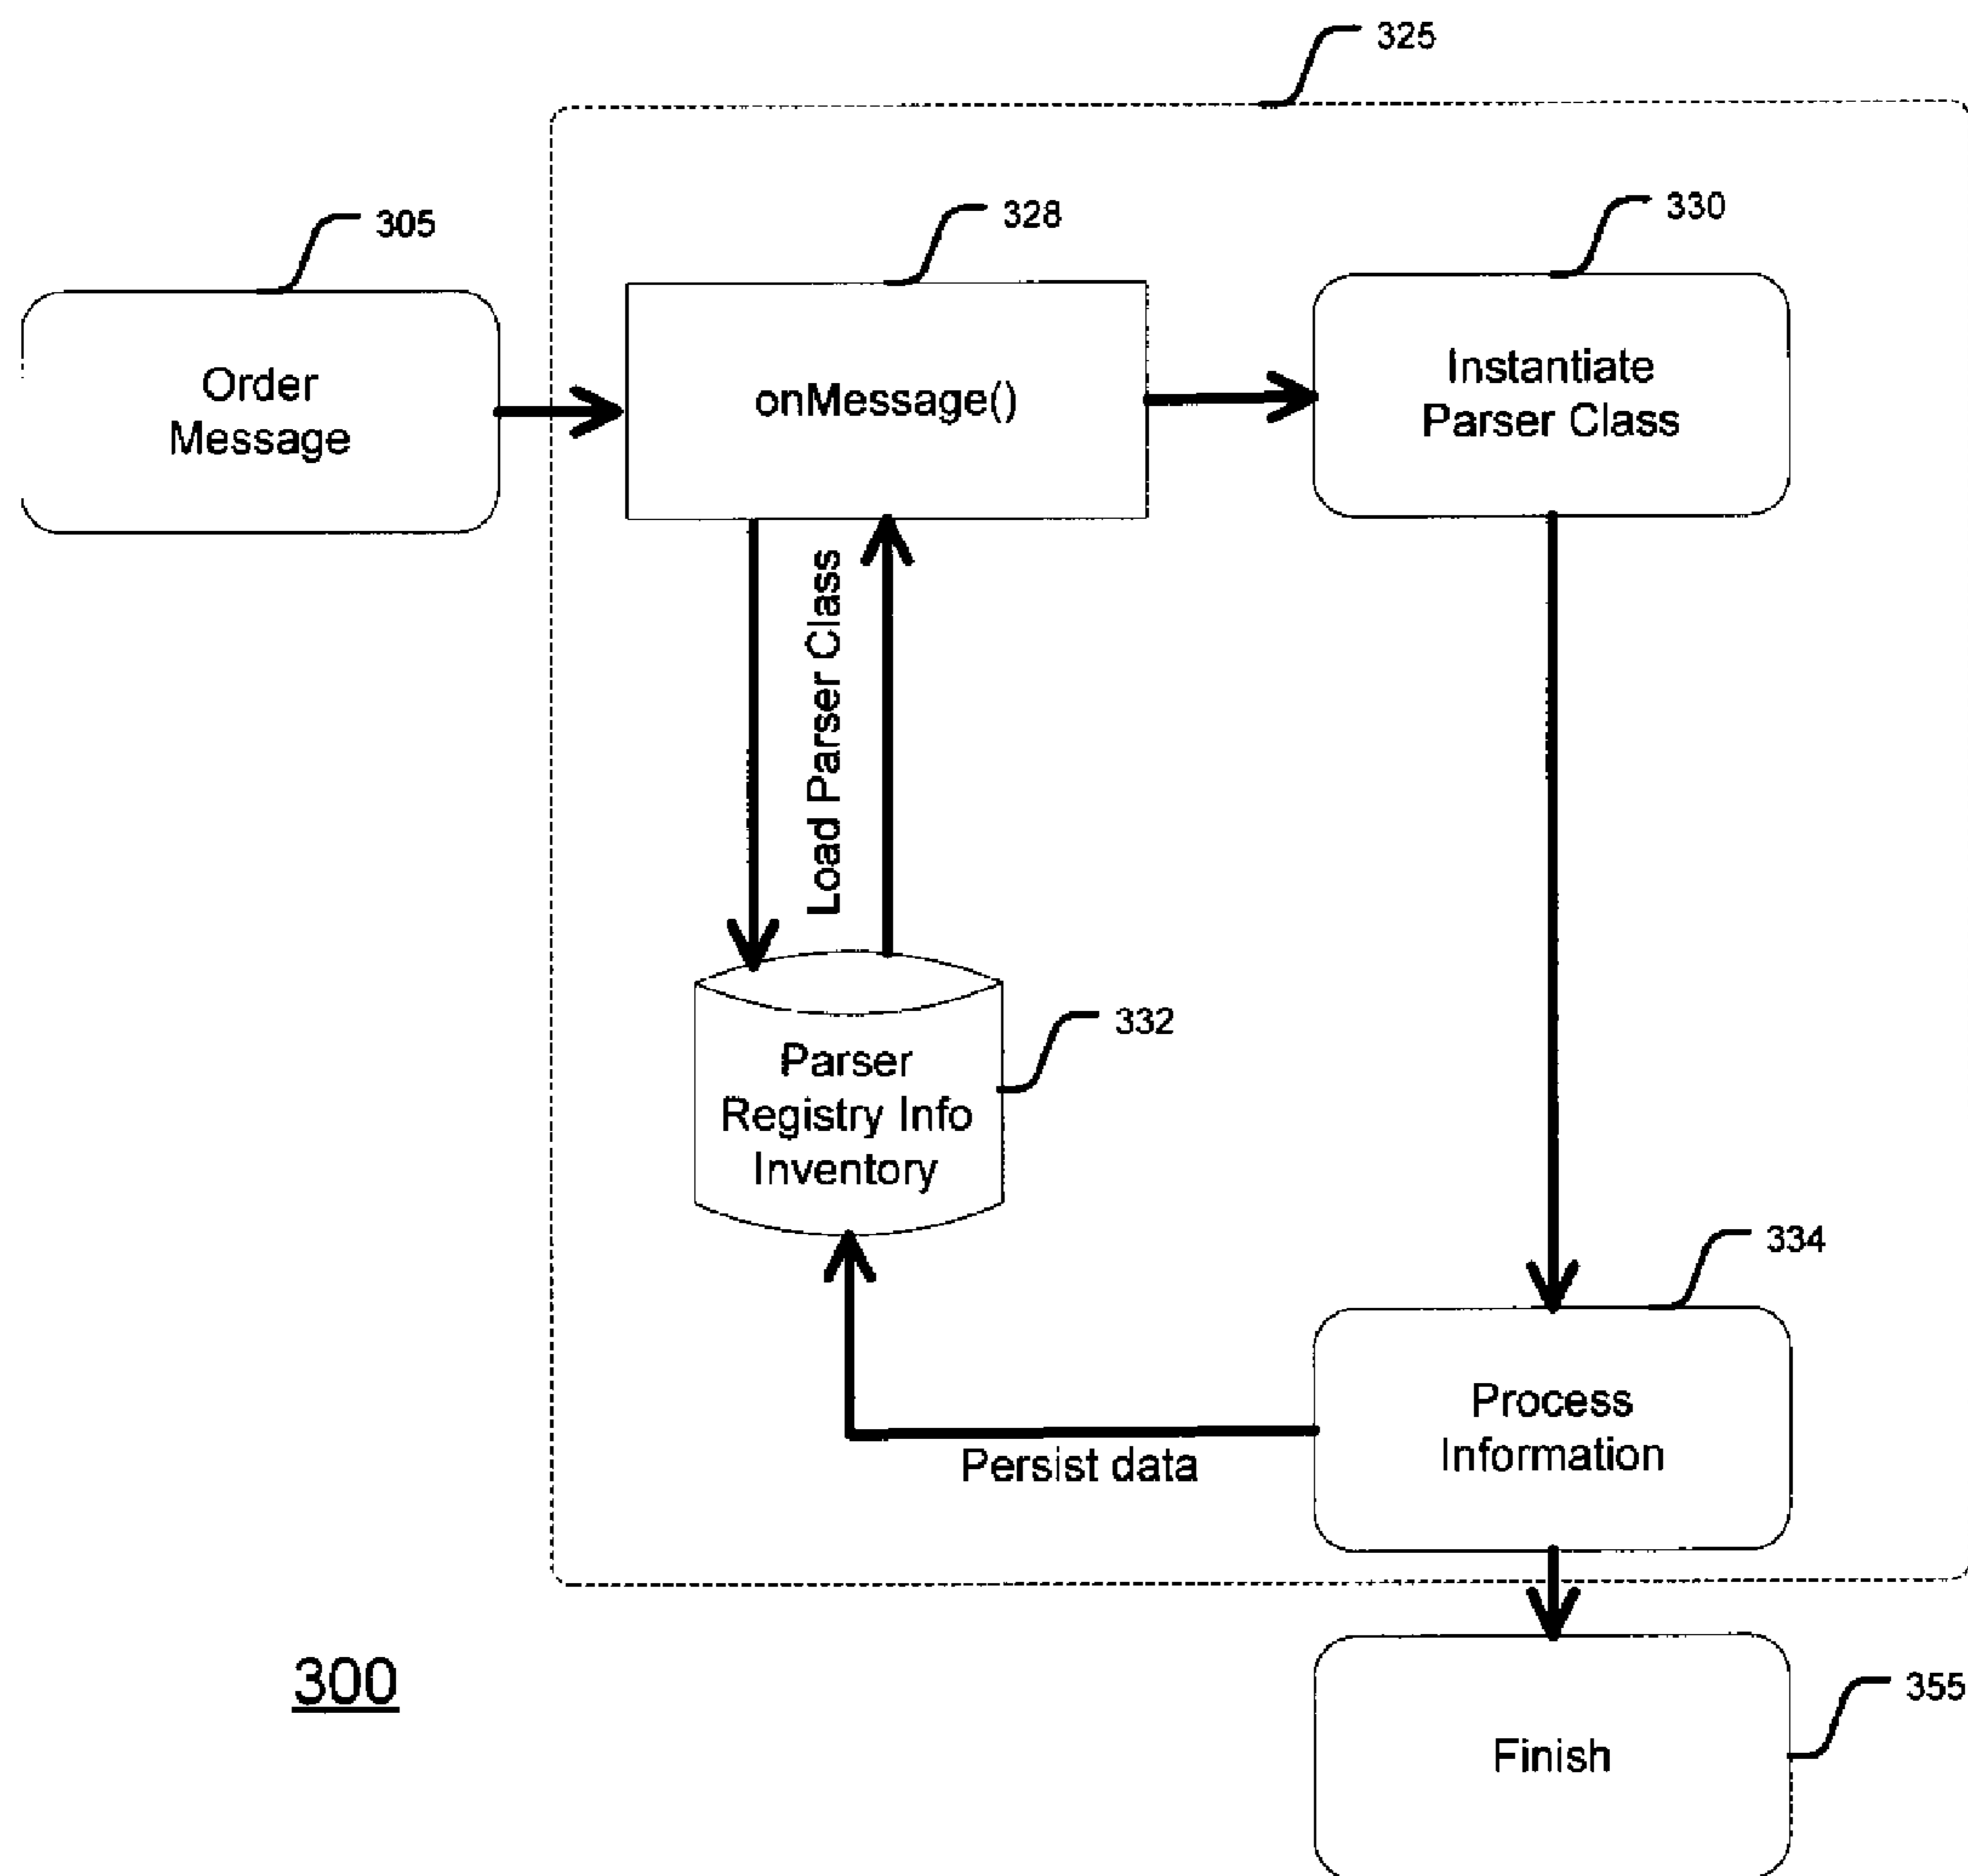 325
305
328
330
Order
Message
onMessage()
Instantiate
Parser Class
Load Parser Class
332
Parser
Registry Info
Inventory
334
Process
Information
Persist data
300
355
Finish